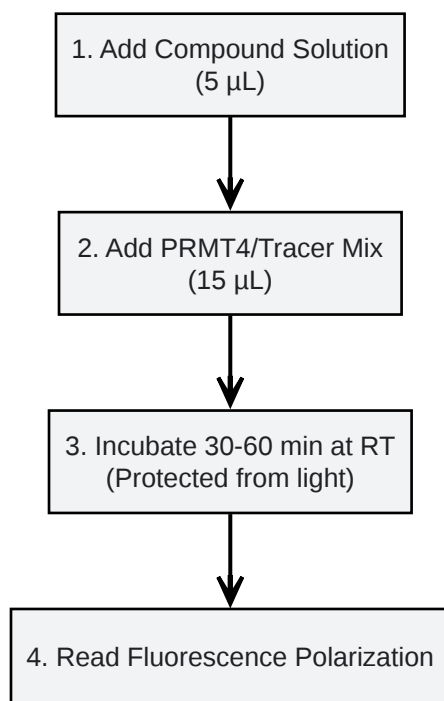 1. Add Compound Solution
(5 µL)
2. Add PRMT4/Tracer Mix
(15 µL)
3. Incubate 30-60 min at RT
(Protected from light)
4. Read Fluorescence Polarization